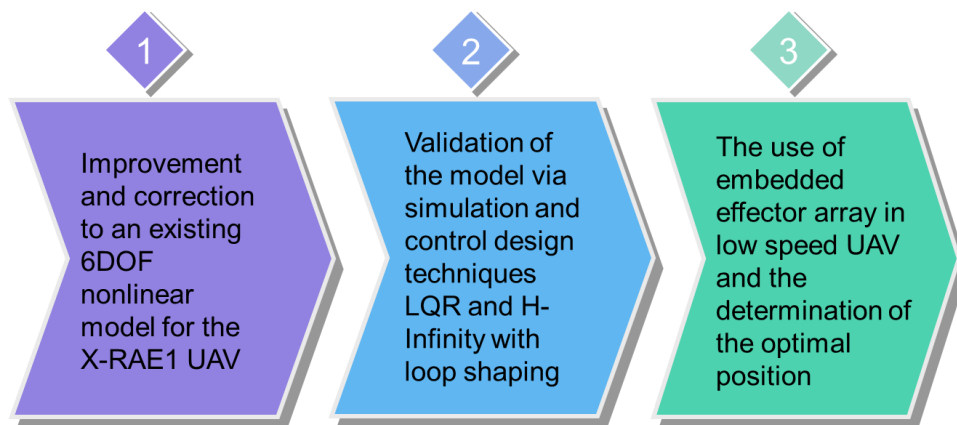 1
Improvement
and correction
to an existing
6DOF
nonlinear
model for the
X-RAE1 UAV
2
Validation of
the model via
simulation and
control design
techniques
LQR and H-
Infinity with
loop shaping
3
The use of
embedded
effector array in
low speed UAV
and the
determination of
the optimal
position